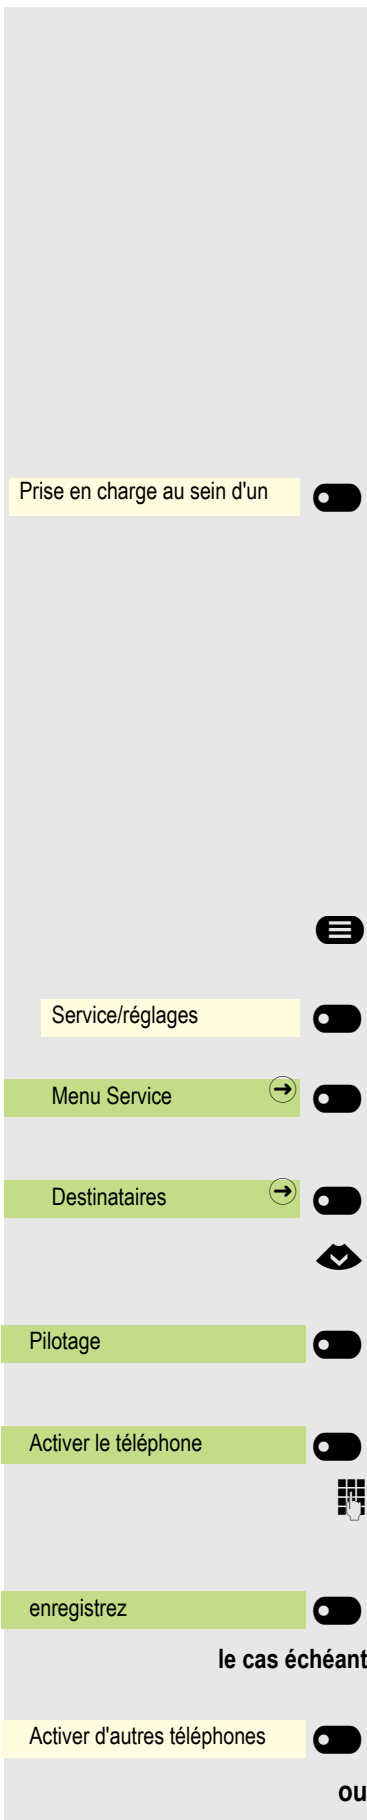 Prise en charge au sein d'un
Service/réglages
Menu Service
Destinataires
Pilotage
Activer le téléphone
enregistrez
le cas échéant
Activer d'autres téléphones
ou